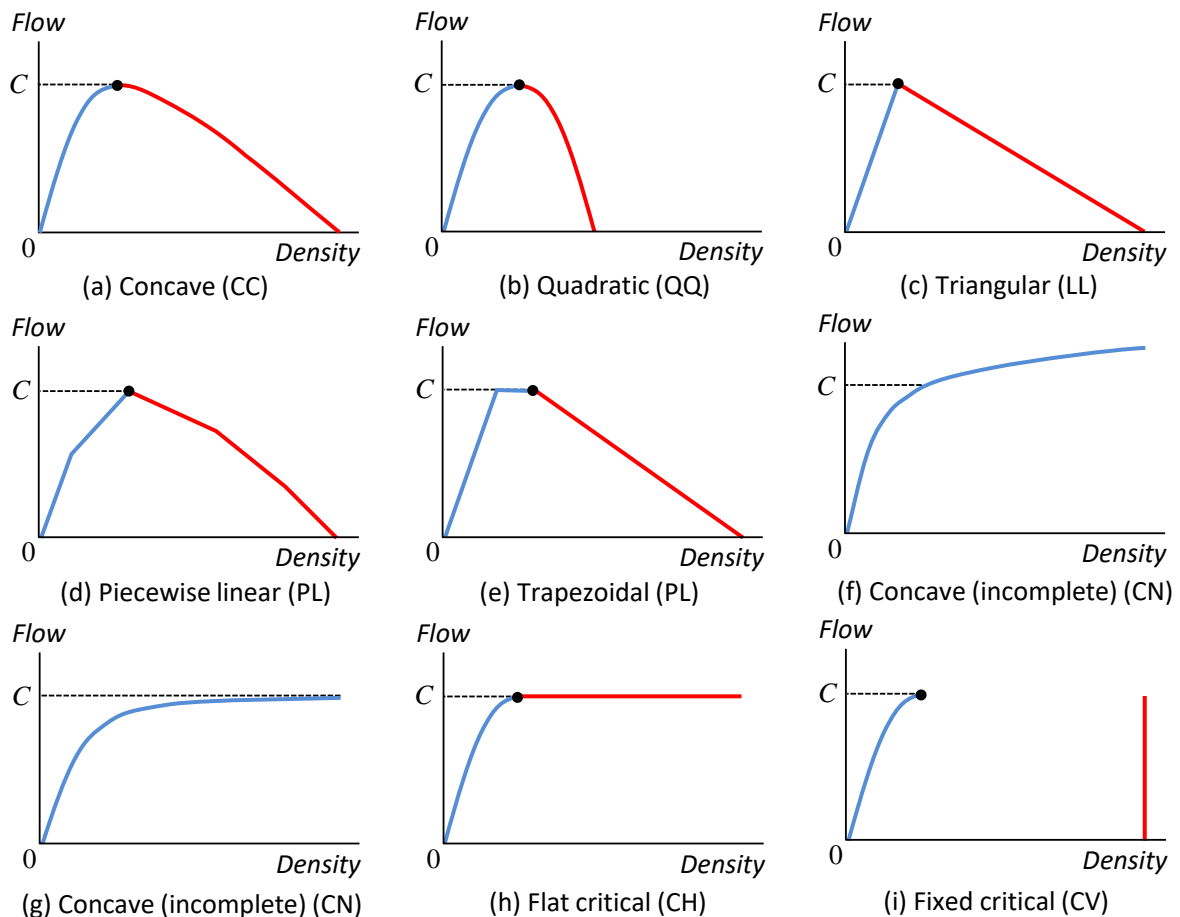 Flow
C
0
Density
(a) Concave (CC)
Flow
C
0
Density
(b) Quadratic (QQ)
Flow
C
0
Density
(c) Triangular (LL)
Flow
C
0
Density
(d) Piecewise linear (PL)
Flow
C
0
Density
(e) Trapezoidal (PL)
Flow
C
0
Density
(f) Concave (incomplete) (CN)
Flow
C
0
Density
(g) Concave (incomplete) (CN)
Flow
C
0
Density
(h) Flat critical (CH)
Flow
C
0
Density
(i) Fixed critical (CV)